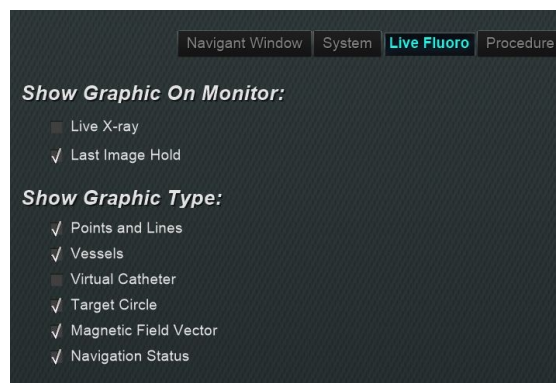 Navigant Window System Live Fluoro Procedure
Show Graphic On Monitor:
Live X-ray
Last Image Hold
Show Graphic Type:
Points and Lines
Vessels
Virtual Catheter
Target Circle
Magnetic Field Vector
Navigation Status